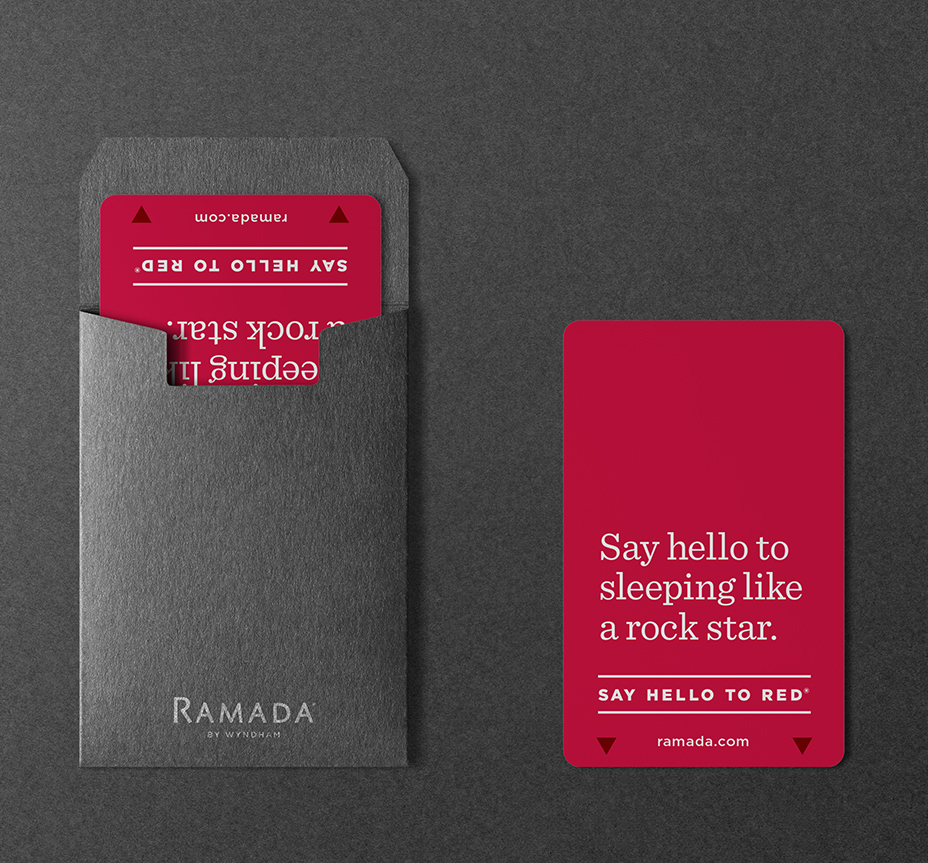 ramada.com
SAY HELLO TO RED®
a rock star.
eeping li
RAMADA
BY WYNDHAM
Say hello to
sleeping like
a rock star.
SAY HELLO TO RED®
ramada.com